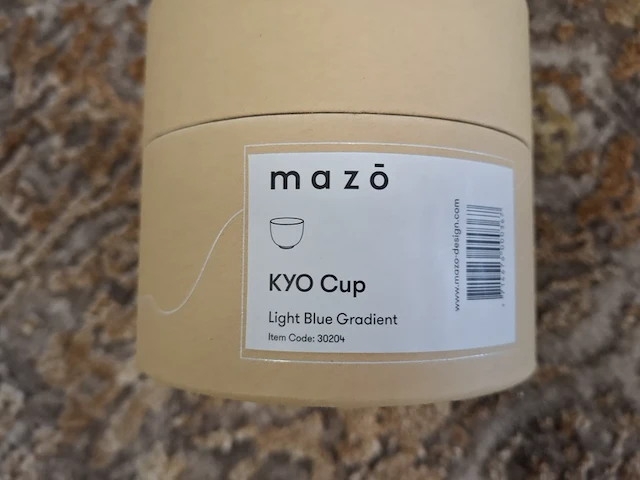 mazō
KYO Cup
Light Blue Gradient
Item Code: 30204
www.mazo-design.com